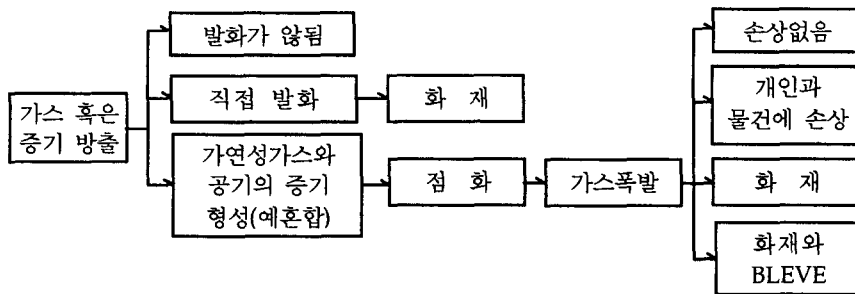 가스 혹은
증기 방출
발화가 않됨
직접 발화
화 재
가연성가스와
공기의 증기
형성(예혼합)
점 화
가스폭발
손상없음
개인과
물건에 손상
화 재
화재와
BLEVE